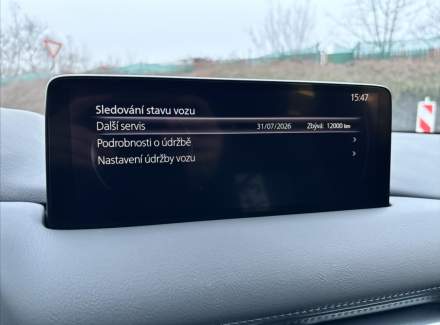 15:47
Sledování stavu vozu
Další servis 31/07/2026 Zbývá: 12000 km
Podrobnosti o údržbě
Nastavení údržby vozu